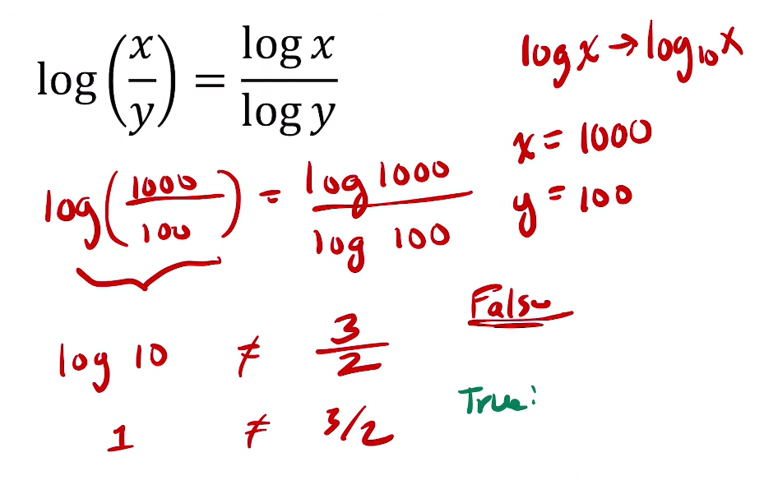 log(x/y) = log x / log y
log x → log₁₀ x
x = 1000
y = 100
log(1000/100) = log 1000 / log 100
False
log 10 ≠ 3/2
True:
1 ≠ 3/2